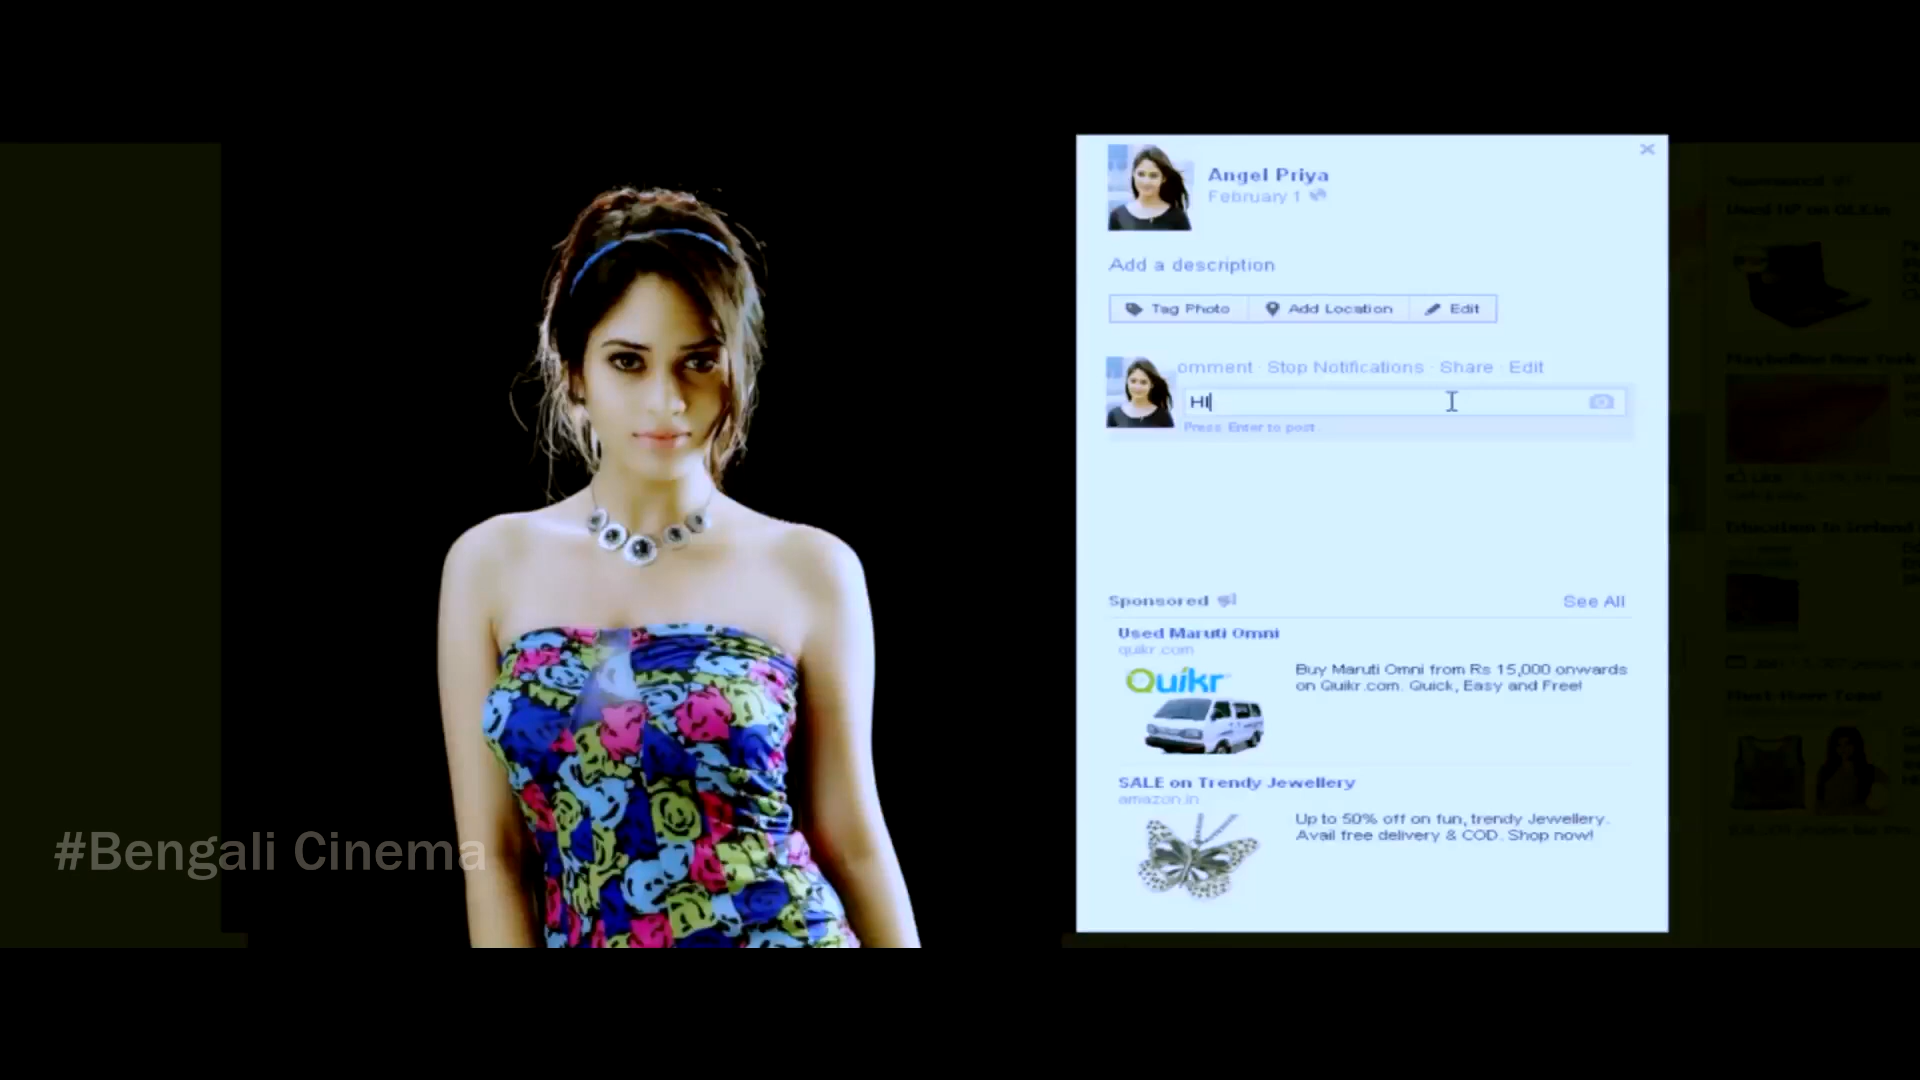 Angel Priya
February 1
Add a description
Tag Photo
Add Location
Edit
omment · Stop Notifications · Share · Edit
HI
Press Enter to post.
Sponsored
See All
Used Maruti Omni
quikr.com
Quikr
Buy Maruti Omni from Rs 15,000 onwards
on Quikr.com. Quick, Easy and Free!
SALE on Trendy Jewellery
amazon.in
Up to 50% off on fun, trendy Jewellery.
Avail free delivery & COD. Shop now!
#Bengali Cinema